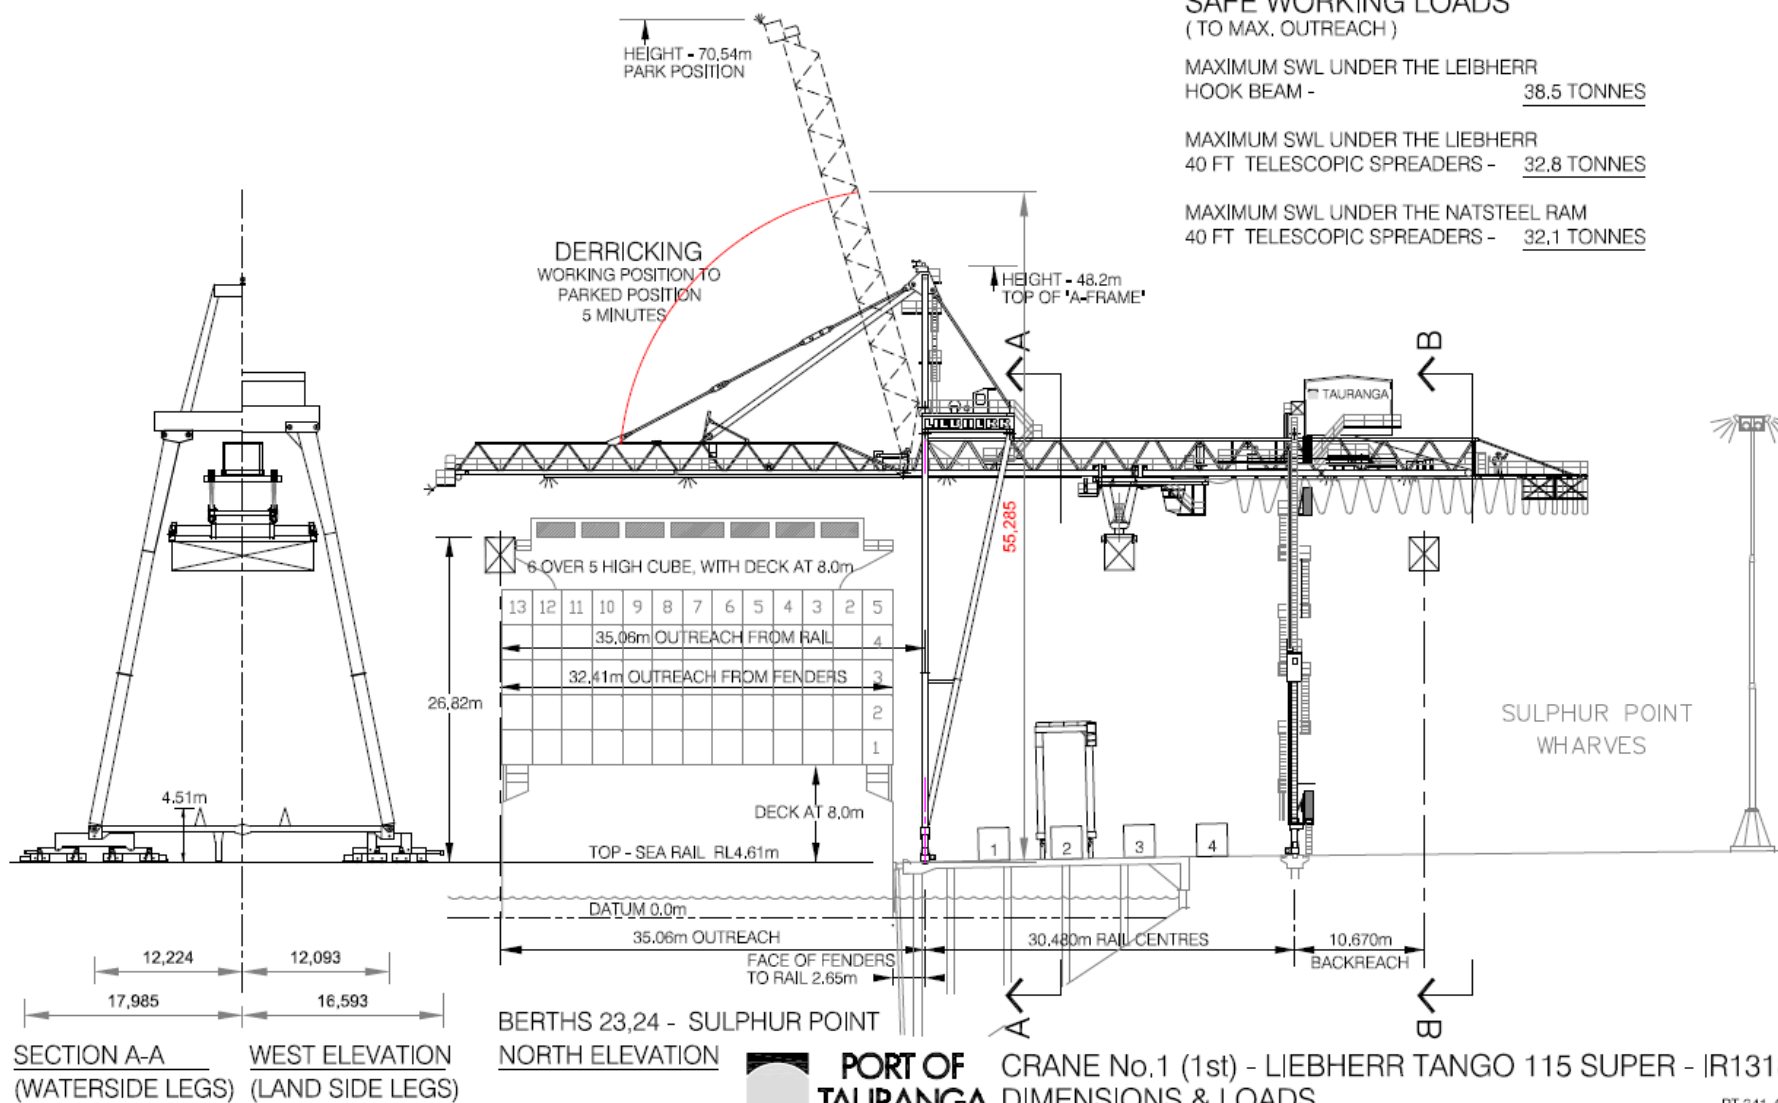 SAFE WORKING LOADS
( TO MAX. OUTREACH )
MAXIMUM SWL UNDER THE LEIBHERR
HOOK BEAM - 38.5 TONNES
MAXIMUM SWL UNDER THE LIEBHERR
40 FT TELESCOPIC SPREADERS - 32.8 TONNES
MAXIMUM SWL UNDER THE NATSTEEL RAM
40 FT TELESCOPIC SPREADERS - 32.1 TONNES
HEIGHT - 70.54m
PARK POSITION
DERRICKING
WORKING POSITION TO
PARKED POSITION
5 MINUTES
HEIGHT - 48.2m
TOP OF 'A-FRAME'
A
B
TAURANGA
LIEBHERR
55,285
6 OVER 5 HIGH CUBE, WITH DECK AT 8.0m
13 12 11 10 9 8 7 6 5 4 3 2 5
35.06m OUTREACH FROM RAIL
4
32.41m OUTREACH FROM FENDERS
3
2
1
26.82m
4.51m
DECK AT 8.0m
TOP - SEA RAIL RL4.61m
1 2 3 4
SULPHUR POINT
WHARVES
DATUM 0.0m
35.06m OUTREACH
30.480m RAIL CENTRES
10.670m
BACKREACH
FACE OF FENDERS
TO RAIL 2.65m
A
B
12,224 12,093
17,985 16,593
SECTION A-A
(WATERSIDE LEGS)
WEST ELEVATION
(LAND SIDE LEGS)
BERTHS 23,24 - SULPHUR POINT
NORTH ELEVATION
PORT OF
TAURANGA
CRANE No.1 (1st) - LIEBHERR TANGO 115 SUPER - IR131
DIMENSIONS & LOADS